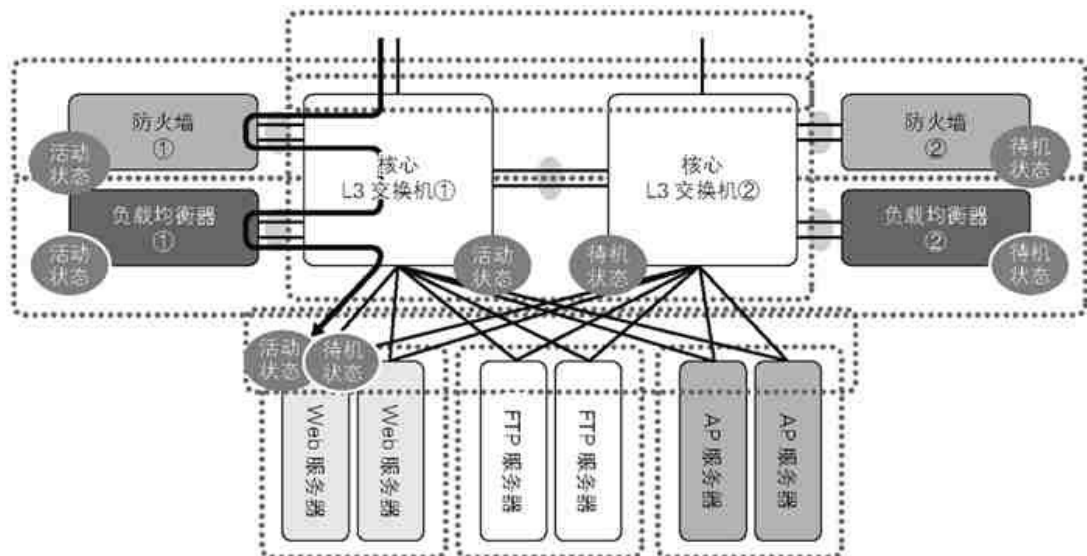 防火墙
①
活动
状态
核心
L3 交换机①
核心
L3 交换机②
防火墙
②
待机
状态
负载均衡器
①
活动
状态
活动
状态
待机
状态
负载均衡器
②
待机
状态
活动
状态
待机
状态
Web 服务器
Web 服务器
FTP 服务器
FTP 服务器
AP 服务器
AP 服务器